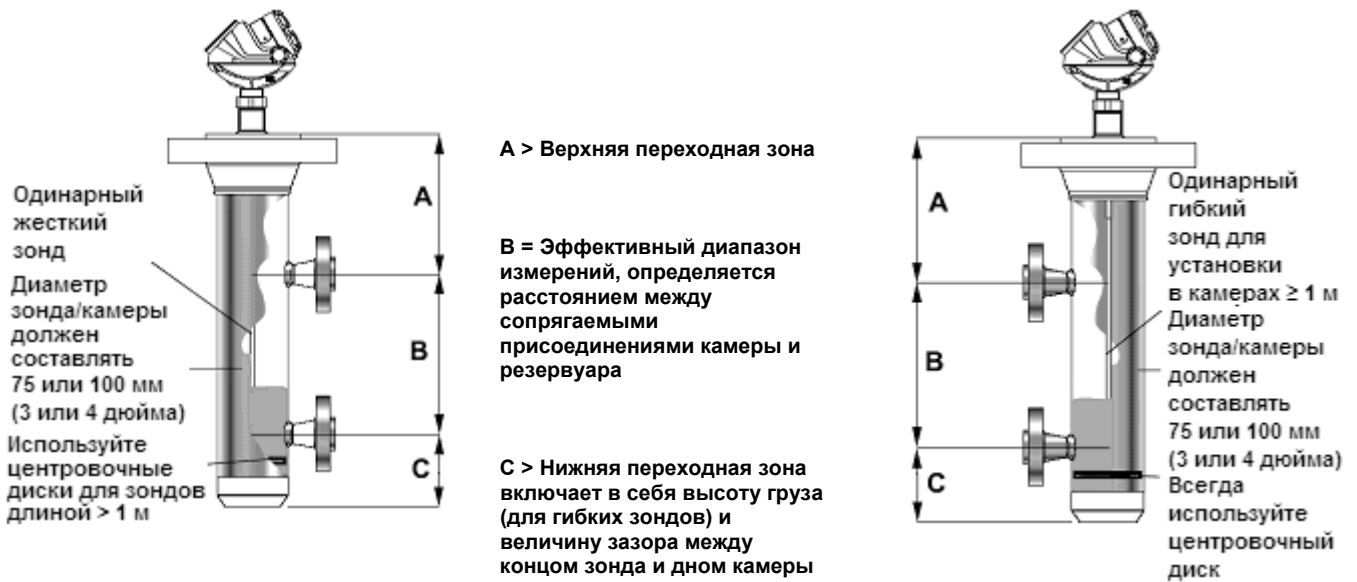 Одинарный
жесткий
зонд
Диаметр
зонда/камеры
должен
составлять
75 или 100 мм
(3 или 4 дюйма)
Используйте
центровочные
диски для зондов
длиной > 1 м
A
B
C
A > Верхняя переходная зона
B = Эффективный диапазон
измерений, определяется
расстоянием между
сопрягаемыми
присоединениями камеры и
резервуара
C > Нижняя переходная зона
включает в себя высоту груза
(для гибких зондов) и
величину зазора между
концом зонда и дном камеры
A
B
C
Одинарный
гибкий
зонд для
установки
в камерах ≥ 1 м
Диаметр
зонда/камеры
должен
составлять
75 или 100 мм
(3 или 4 дюйма)
Всегда
используйте
центровочный
диск